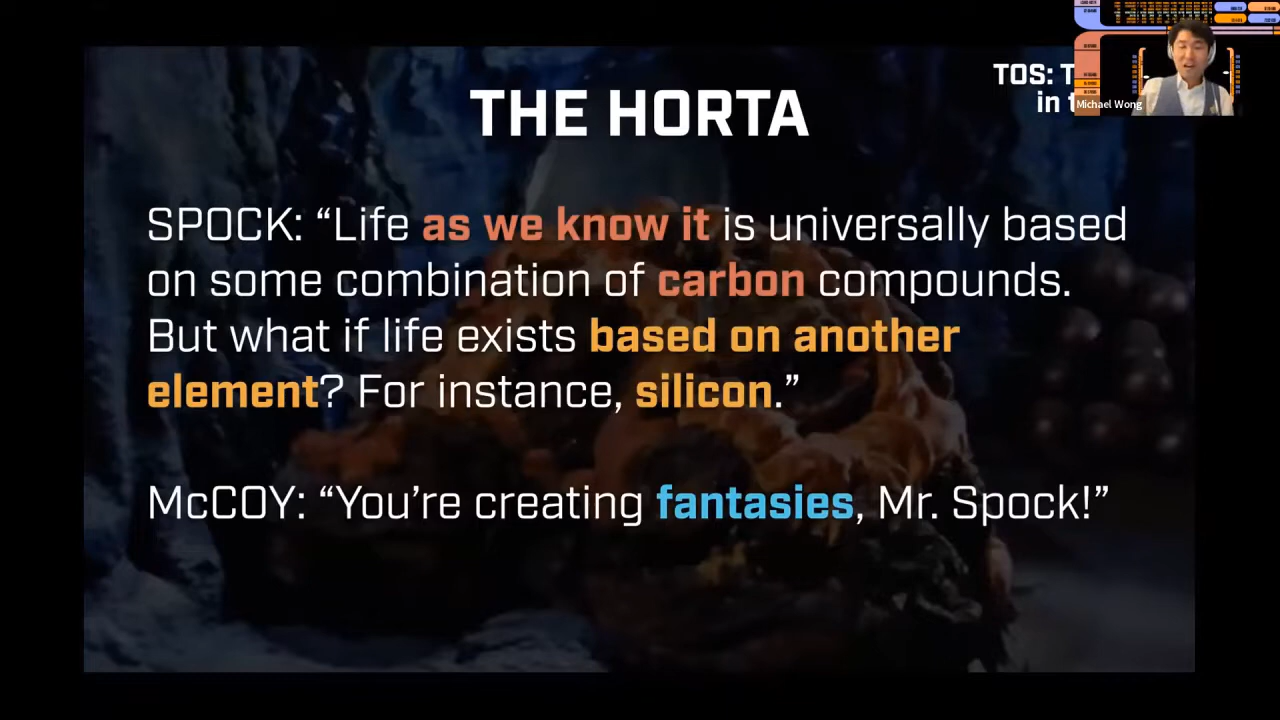 TOS: T
in t
Michael Wong
THE HORTA
SPOCK: “Life as we know it is universally based
on some combination of carbon compounds.
But what if life exists based on another
element? For instance, silicon.”
McCOY: “You’re creating fantasies, Mr. Spock!”